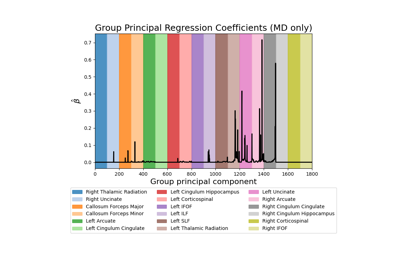 Group Principal Regression Coefficients (MD only)
0.7
0.6
0.5
0.4
0.3
0.2
0.1
0.0
β̂
0 200 400 600 800 1000 1200 1400 1600 1800
Group principal component
Right Thalamic Radiation Left Cingulum Hippocampus Left Uncinate
Right Uncinate Left Corticospinal Right Arcuate
Callosum Forceps Major Left IFOF Right Cingulum Cingulate
Callosum Forceps Minor Left ILF Right Cingulum Hippocampus
Left Arcuate Left SLF Right Corticospinal
Left Cingulum Cingulate Left Thalamic Radiation Right IFOF